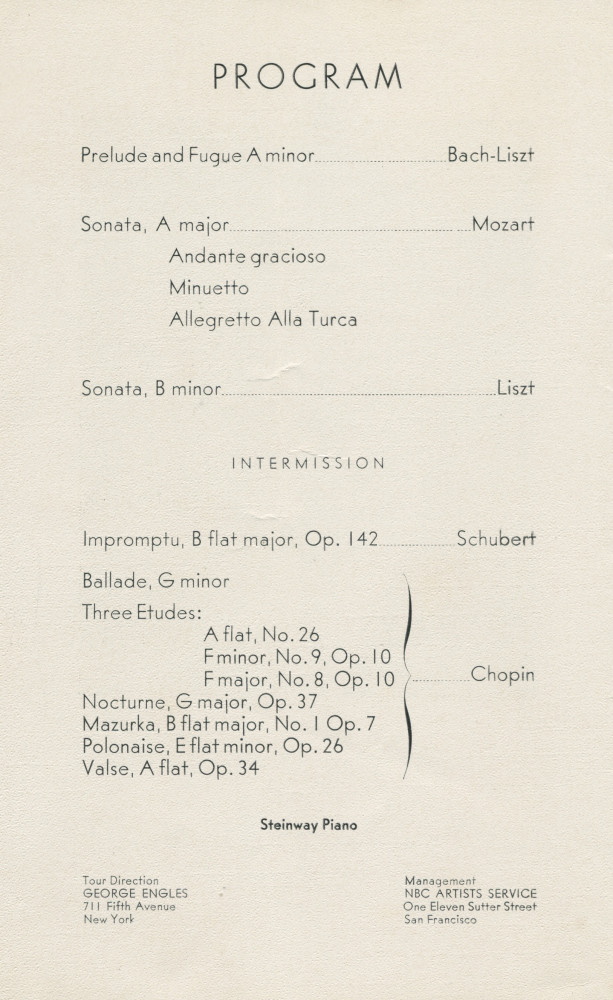 PROGRAM
Prelude and Fugue A minor Bach-Liszt
Sonata, A major Mozart
Andante gracioso
Minuetto
Allegretto Alla Turca
Sonata, B minor Liszt
INTERMISSION
Impromptu, B flat major, Op. 142 Schubert
Ballade, G minor
Three Etudes:
A flat, No. 26
F minor, No. 9, Op. 10
F major, No. 8, Op. 10
Chopin
Nocturne, G major, Op. 37
Mazurka, B flat major, No. 1 Op. 7
Polonaise, E flat minor, Op. 26
Valse, A flat, Op. 34
Steinway Piano
Tour Direction
GEORGE ENGLES
711 Fifth Avenue
New York
Management
NBC ARTISTS SERVICE
One Eleven Sutter Street
San Francisco